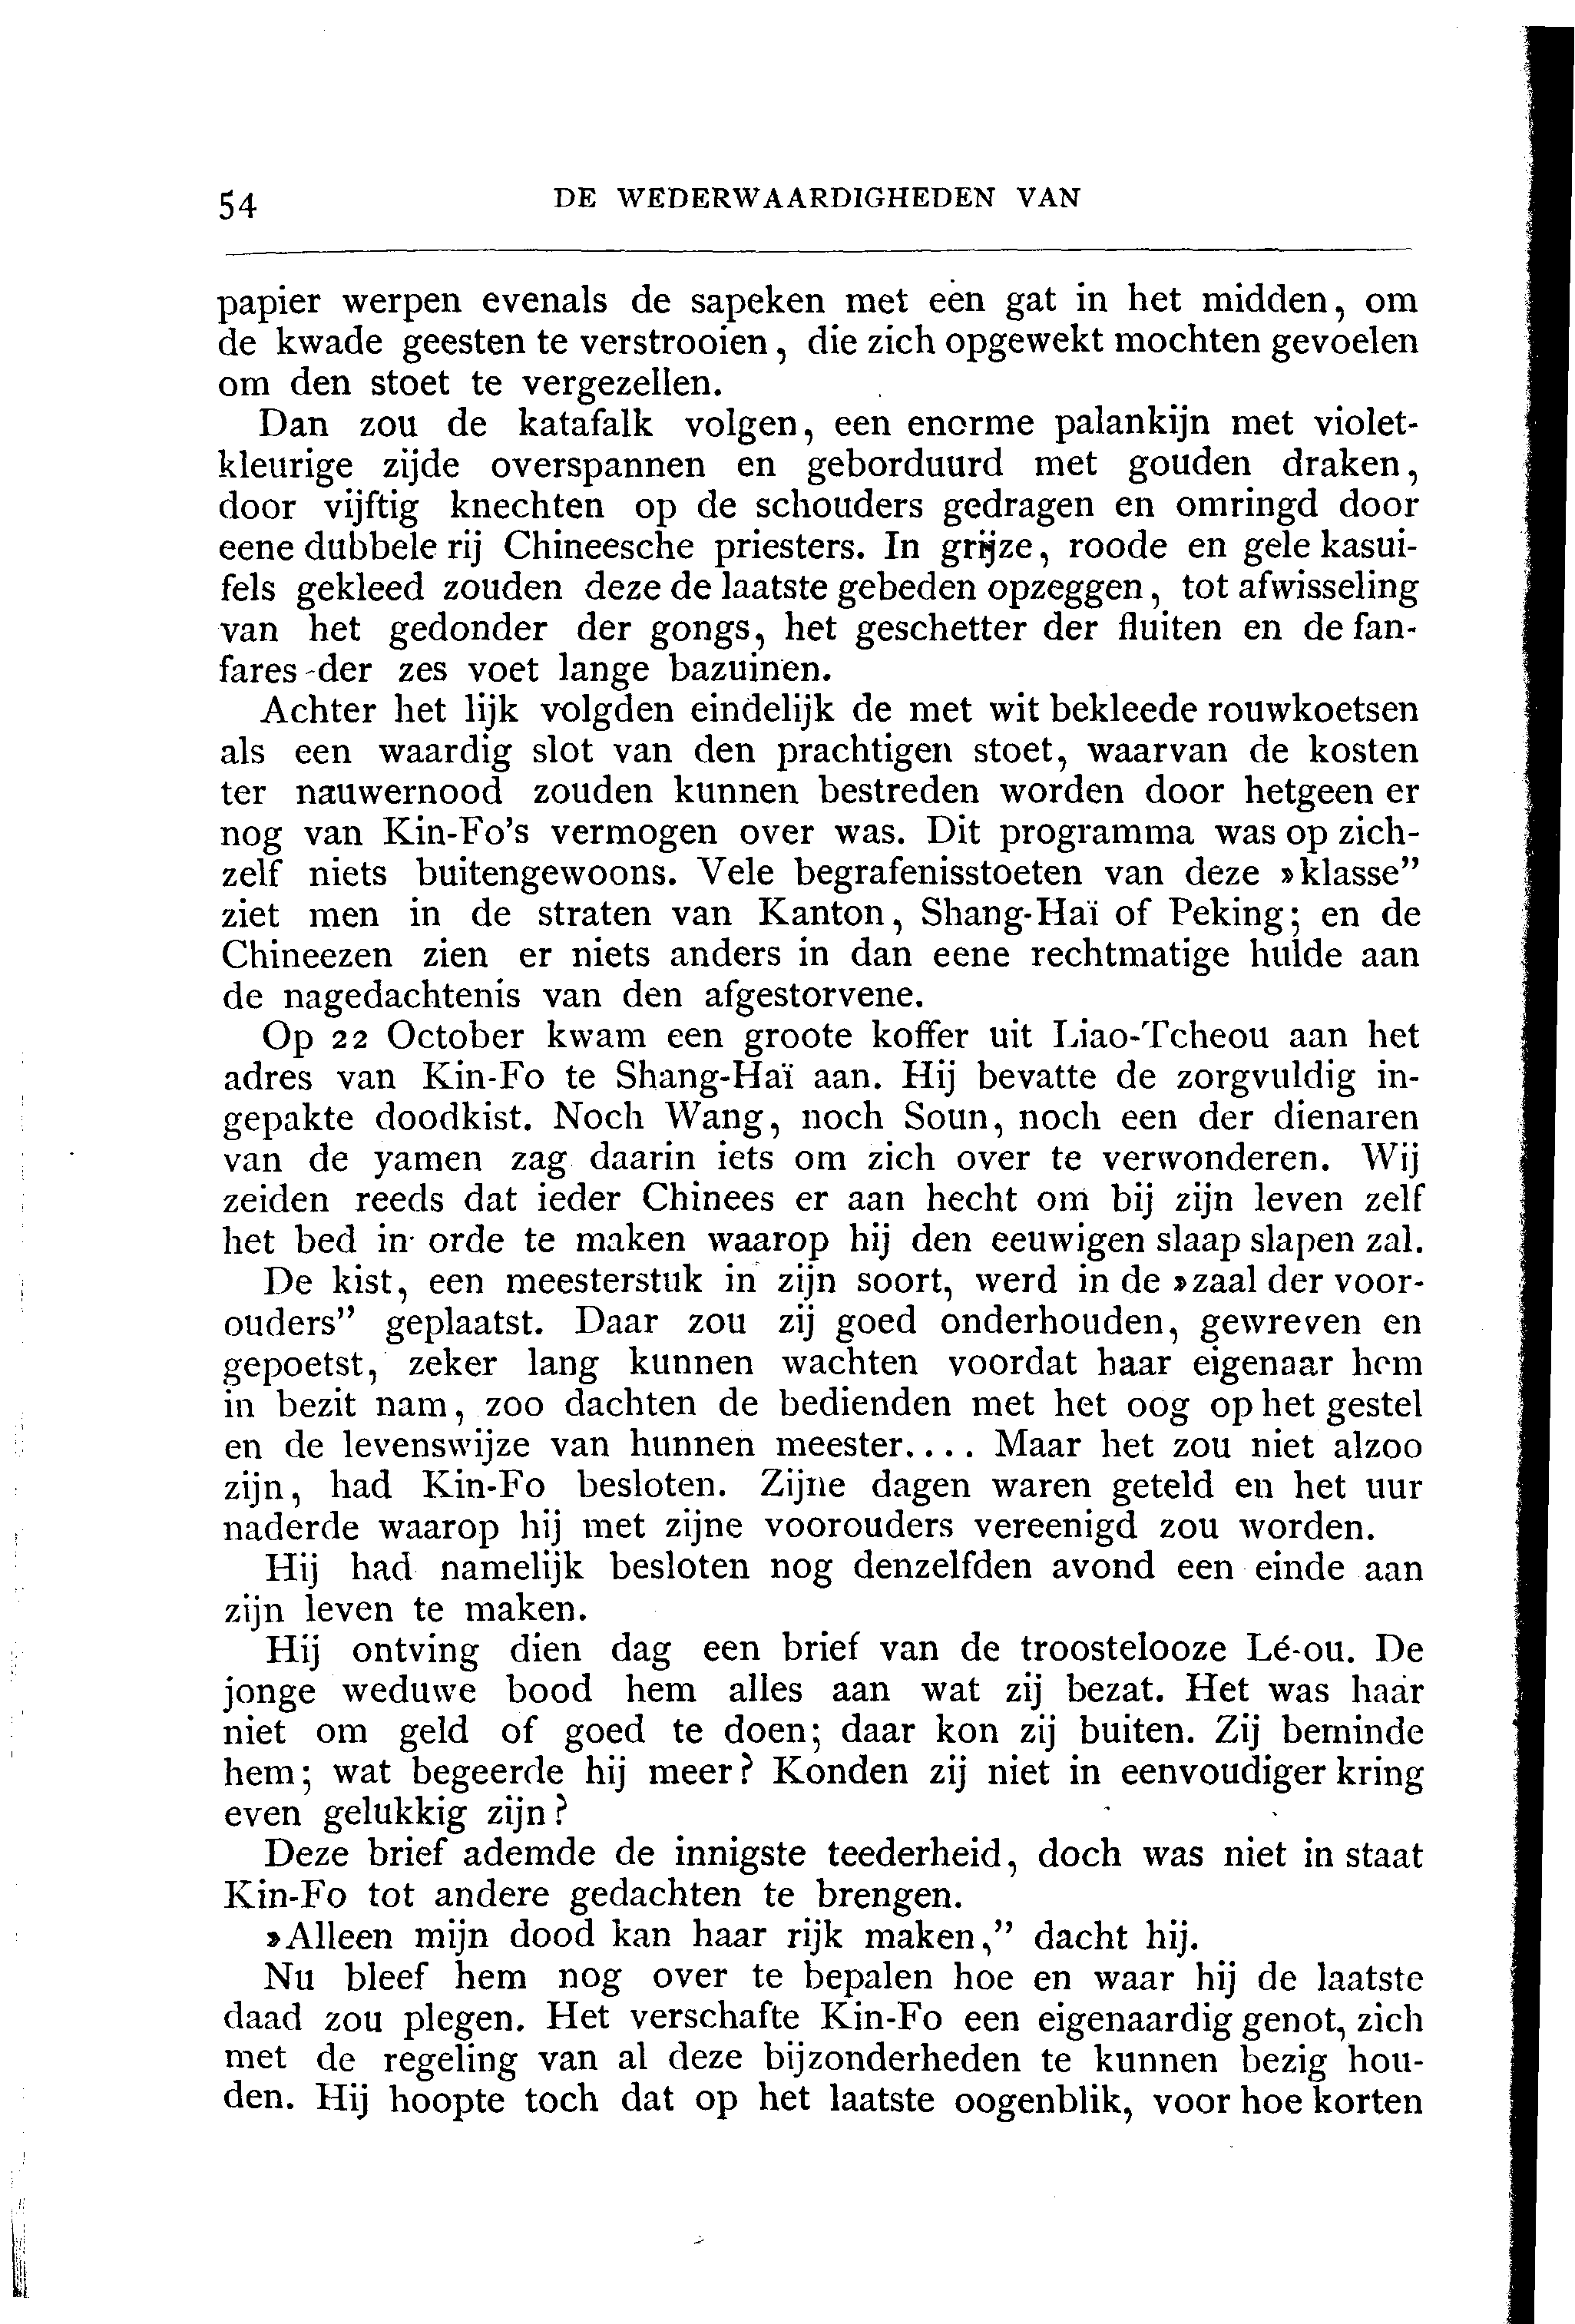 54
DE WEDERWAARDIGHEDEN VAN
papier werpen evenals de sapeken met een gat in het midden, om
de kwade geesten te verstrooien, die zich opgewekt mochten gevoelen
om den stoet te vergezellen.
Dan zou de katafalk volgen, een enorme palankijn met violet-
kleurige zijde overspannen en geborduurd met gouden draken,
door vijftig knechten op de schouders gedragen en omringd door
eene dubbele rij Chineesche priesters. In grijze, roode en gele kasui-
fels gekleed zouden deze de laatste gebeden opzeggen, tot afwisseling
van het gedonder der gongs, het geschetter der fluiten en de fan-
fares der zes voet lange bazuinen.
Achter het lijk volgden eindelijk de met wit bekleede rouwkoetsen
als een waardig slot van den prachtigen stoet, waarvan de kosten
ter nauwernood zouden kunnen bestreden worden door hetgeen er
nog van Kin-Fo's vermogen over was. Dit programma was op zich-
zelf niets buitengewoons. Vele begrafenisstoeten van deze »klasse”
ziet men in de straten van Kanton, Shang-Haï of Peking; en de
Chineezen zien er niets anders in dan eene rechtmatige hulde aan
de nagedachtenis van den afgestorvene.
Op 22 October kwam een groote koffer uit Liao-Tcheou aan het
adres van Kin-Fo te Shang-Haï aan. Hij bevatte de zorgvuldig in-
gepakte doodkist. Noch Wang, noch Soun, noch een der dienaren
van de yamen zag daarin iets om zich over te verwonderen. Wij
zeiden reeds dat ieder Chinees er aan hecht om bij zijn leven zelf
het bed in orde te maken waarop hij den eeuwigen slaap slapen zal.
De kist, een meesterstuk in zijn soort, werd in de »zaal der voor-
ouders” geplaatst. Daar zou zij goed onderhouden, gewreven en
gepoetst, zeker lang kunnen wachten voordat haar eigenaar hem
in bezit nam, zoo dachten de bedienden met het oog op het gestel
en de levenswijze van hunnen meester.... Maar het zou niet alzoo
zijn, had Kin-Fo besloten. Zijne dagen waren geteld en het uur
naderde waarop hij met zijne voorouders vereenigd zou worden.
Hij had namelijk besloten nog denzelfden avond een einde aan
zijn leven te maken.
Hij ontving dien dag een brief van de troostelooze Lé-ou. De
jonge weduwe bood hem alles aan wat zij bezat. Het was haar
niet om geld of goed te doen; daar kon zij buiten. Zij beminde
hem; wat begeerde hij meer? Konden zij niet in eenvoudiger kring
even gelukkig zijn?
Deze brief ademde de innigste teederheid, doch was niet in staat
Kin-Fo tot andere gedachten te brengen.
»Alleen mijn dood kan haar rijk maken,” dacht hij.
Nu bleef hem nog over te bepalen hoe en waar hij de laatste
daad zou plegen. Het verschafte Kin-Fo een eigenaardig genot, zich
met de regeling van al deze bijzonderheden te kunnen bezig hou-
den. Hij hoopte toch dat op het laatste oogenblik, voor hoe korten